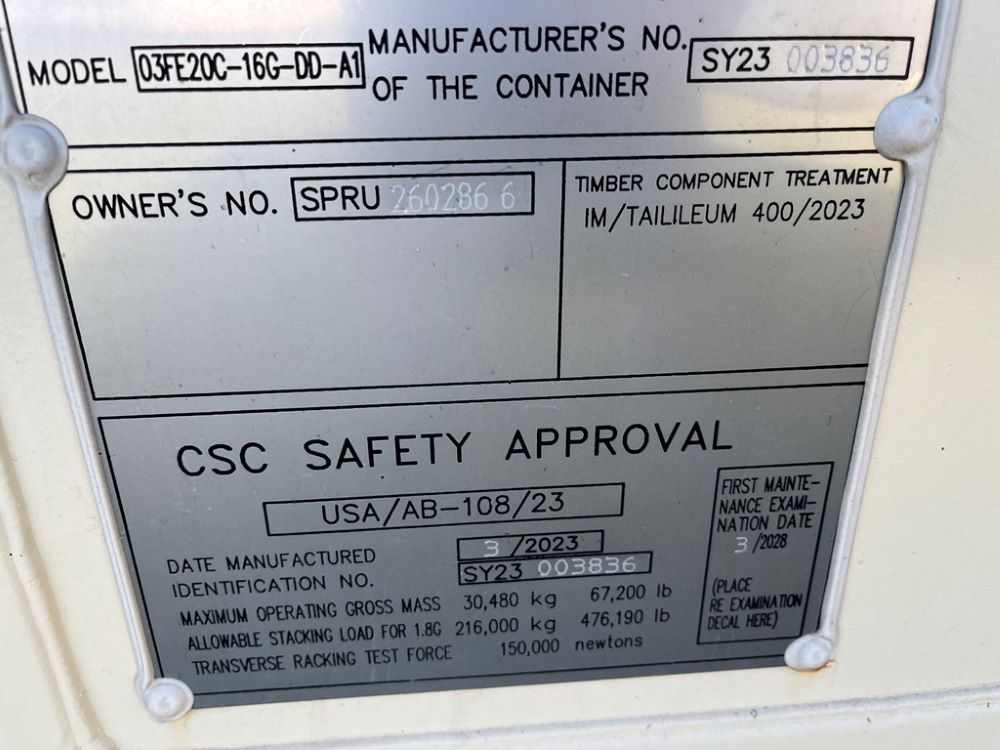 MODEL 03FE20C-16G-DD-A1
MANUFACTURER'S NO. OF THE CONTAINER SY23 003836
OWNER'S NO. SPRU 260286 6
TIMBER COMPONENT TREATMENT
IM/TAILILEUM 400/2023
CSC SAFETY APPROVAL
USA/AB-108/23
DATE MANUFACTURED 3 /2023
IDENTIFICATION NO. SY23 003836
MAXIMUM OPERATING GROSS MASS 30,480 kg 67,200 lb
ALLOWABLE STACKING LOAD FOR 1.8G 216,000 kg 476,190 lb
TRANSVERSE RACKING TEST FORCE 150,000 newtons
FIRST MAINTE-
NANCE EXAMI-
NATION DATE
3 /2028
(PLACE
RE EXAMINATION
DECAL HERE)